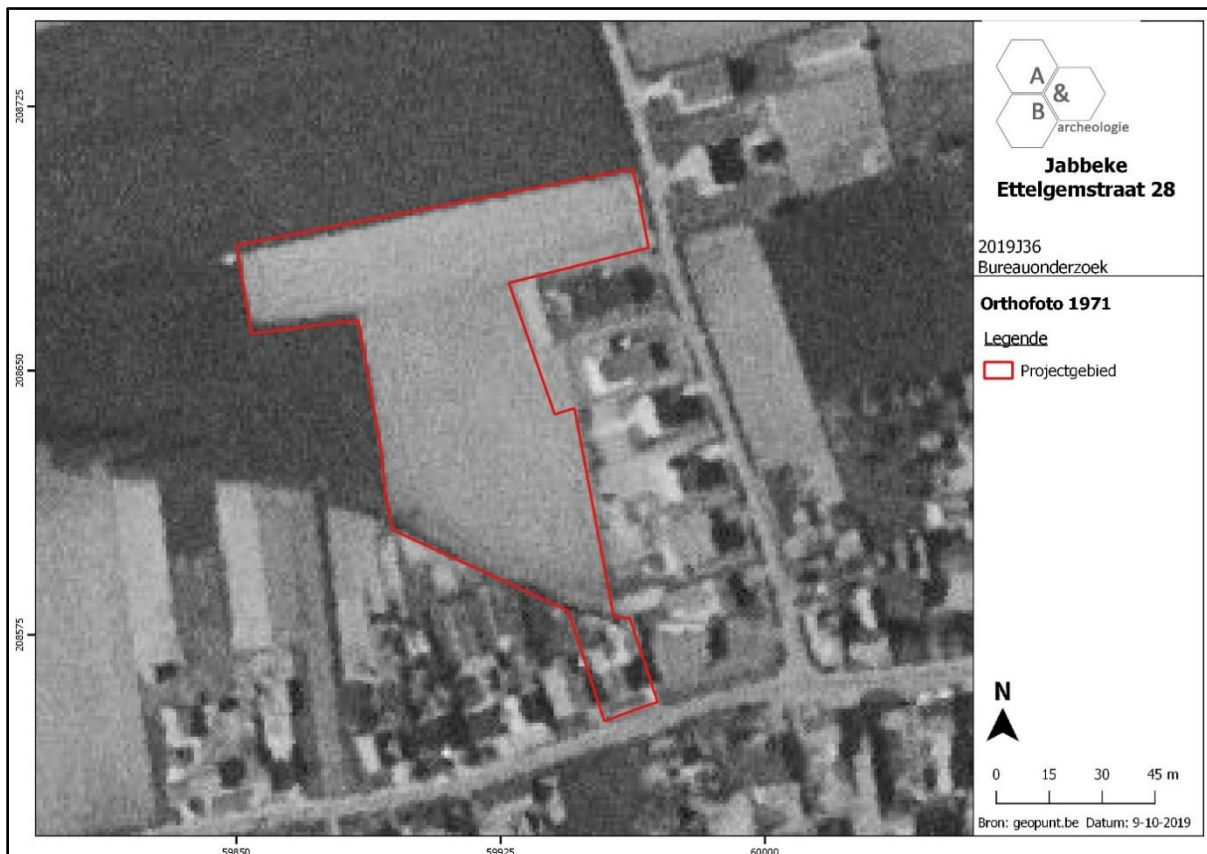 A
&
B
archeologie
Jabbeke
Ettelgemstraat 28
2019J36
Bureauonderzoek
Orthofoto 1971
Legende
Projectgebied
N
0 15 30 45 m
Bron: geopunt.be Datum: 9-10-2019
208725
208650
208575
59850 59925 60000